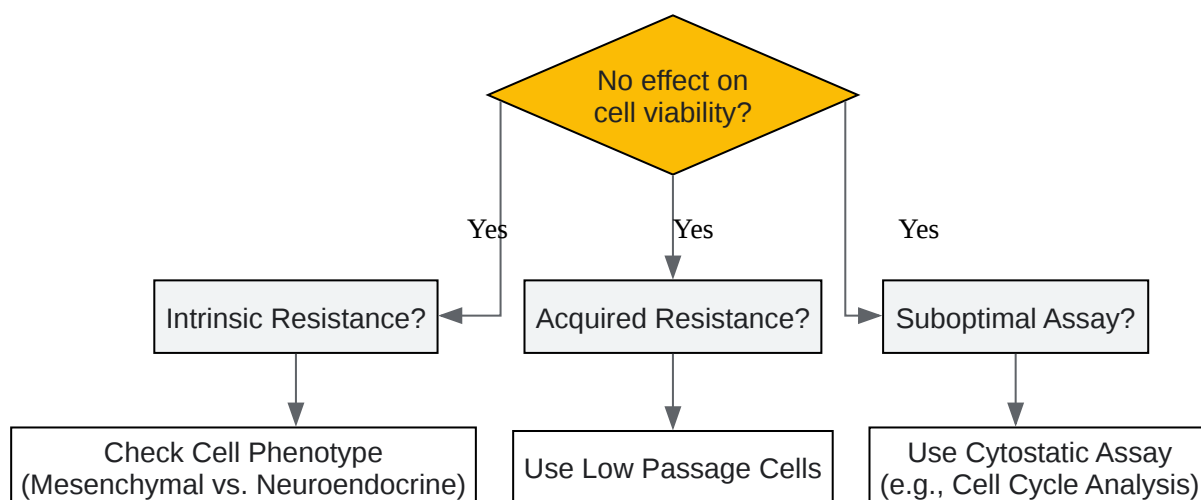 No effect on
cell viability?
Yes
Yes
Yes
Intrinsic Resistance?
Acquired Resistance?
Suboptimal Assay?
Check Cell Phenotype
(Mesenchymal vs. Neuroendocrine)
Use Low Passage Cells
Use Cytostatic Assay
(e.g., Cell Cycle Analysis)